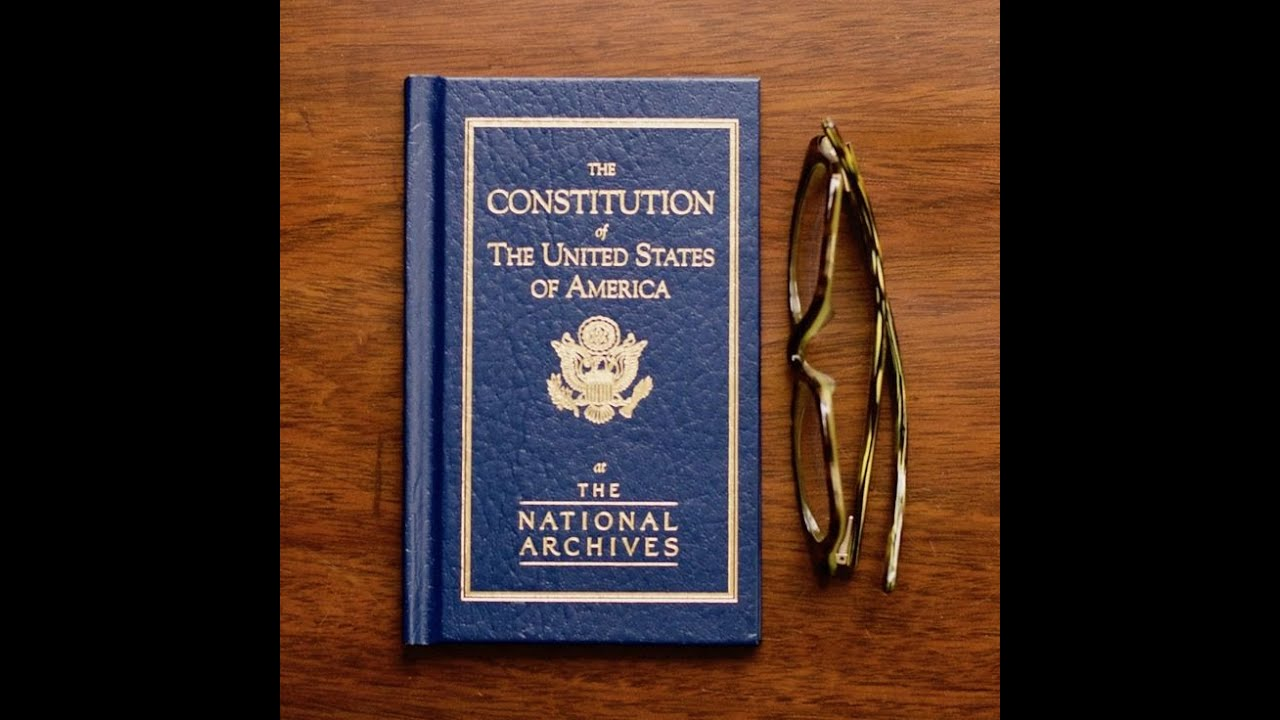 THE
CONSTITUTION
of
THE UNITED STATES
OF AMERICA
at
THE
NATIONAL
ARCHIVES